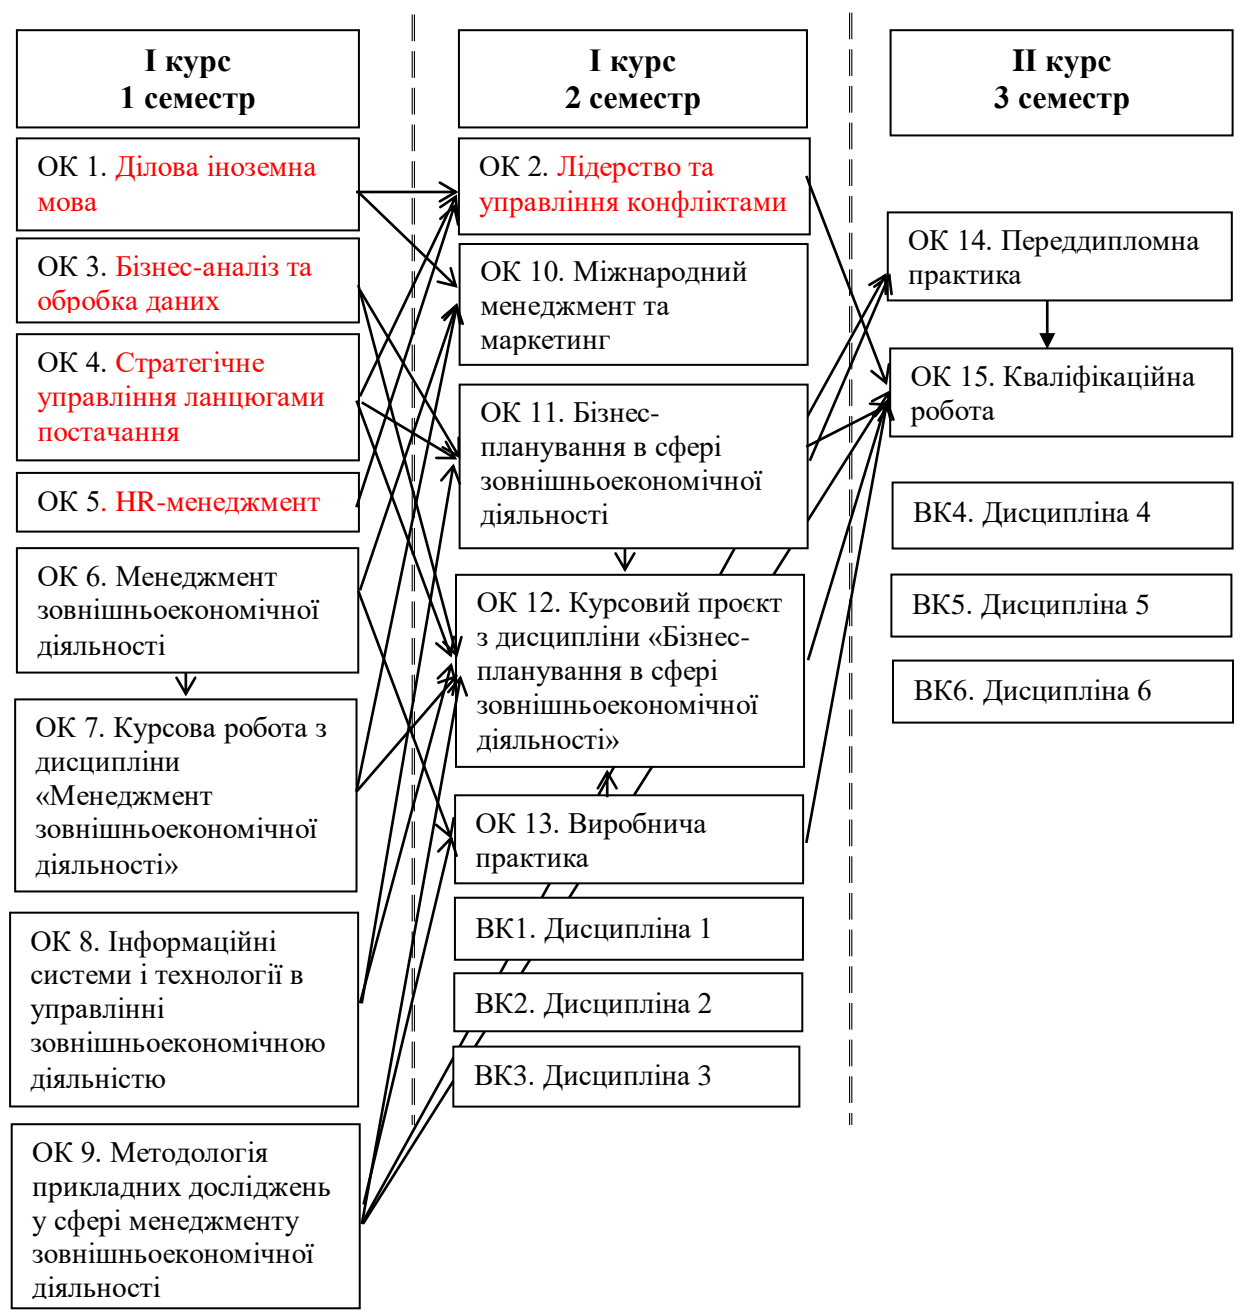 І курс
1 семестр
ОК 1. Ділова іноземна
мова
ОК 3. Бізнес-аналіз та
обробка даних
ОК 4. Стратегічне
управління ланцюгами
постачання
ОК 5. HR-менеджмент
ОК 6. Менеджмент
зовнішньоекономічної
діяльності
ОК 7. Курсова робота з
дисципліни
«Менеджмент
зовнішньоекономічної
діяльності»
ОК 8. Інформаційні
системи і технології в
управлінні
зовнішньоекономічною
діяльністю
ОК 9. Методологія
прикладних досліджень
у сфері менеджменту
зовнішньоекономічної
діяльності
І курс
2 семестр
ОК 2. Лідерство та
управління конфліктами
ОК 10. Міжнародний
менеджмент та
маркетинг
ОК 11. Бізнес-
планування в сфері
зовнішньоекономічної
діяльності
ОК 12. Курсовий проєкт
з дисципліни «Бізнес-
планування в сфері
зовнішньоекономічної
діяльності»
ОК 13. Виробнича
практика
ВК1. Дисципліна 1
ВК2. Дисципліна 2
ВК3. Дисципліна 3
ІІ курс
3 семестр
ОК 14. Переддипломна
практика
ОК 15. Кваліфікаційна
робота
ВК4. Дисципліна 4
ВК5. Дисципліна 5
ВК6. Дисципліна 6